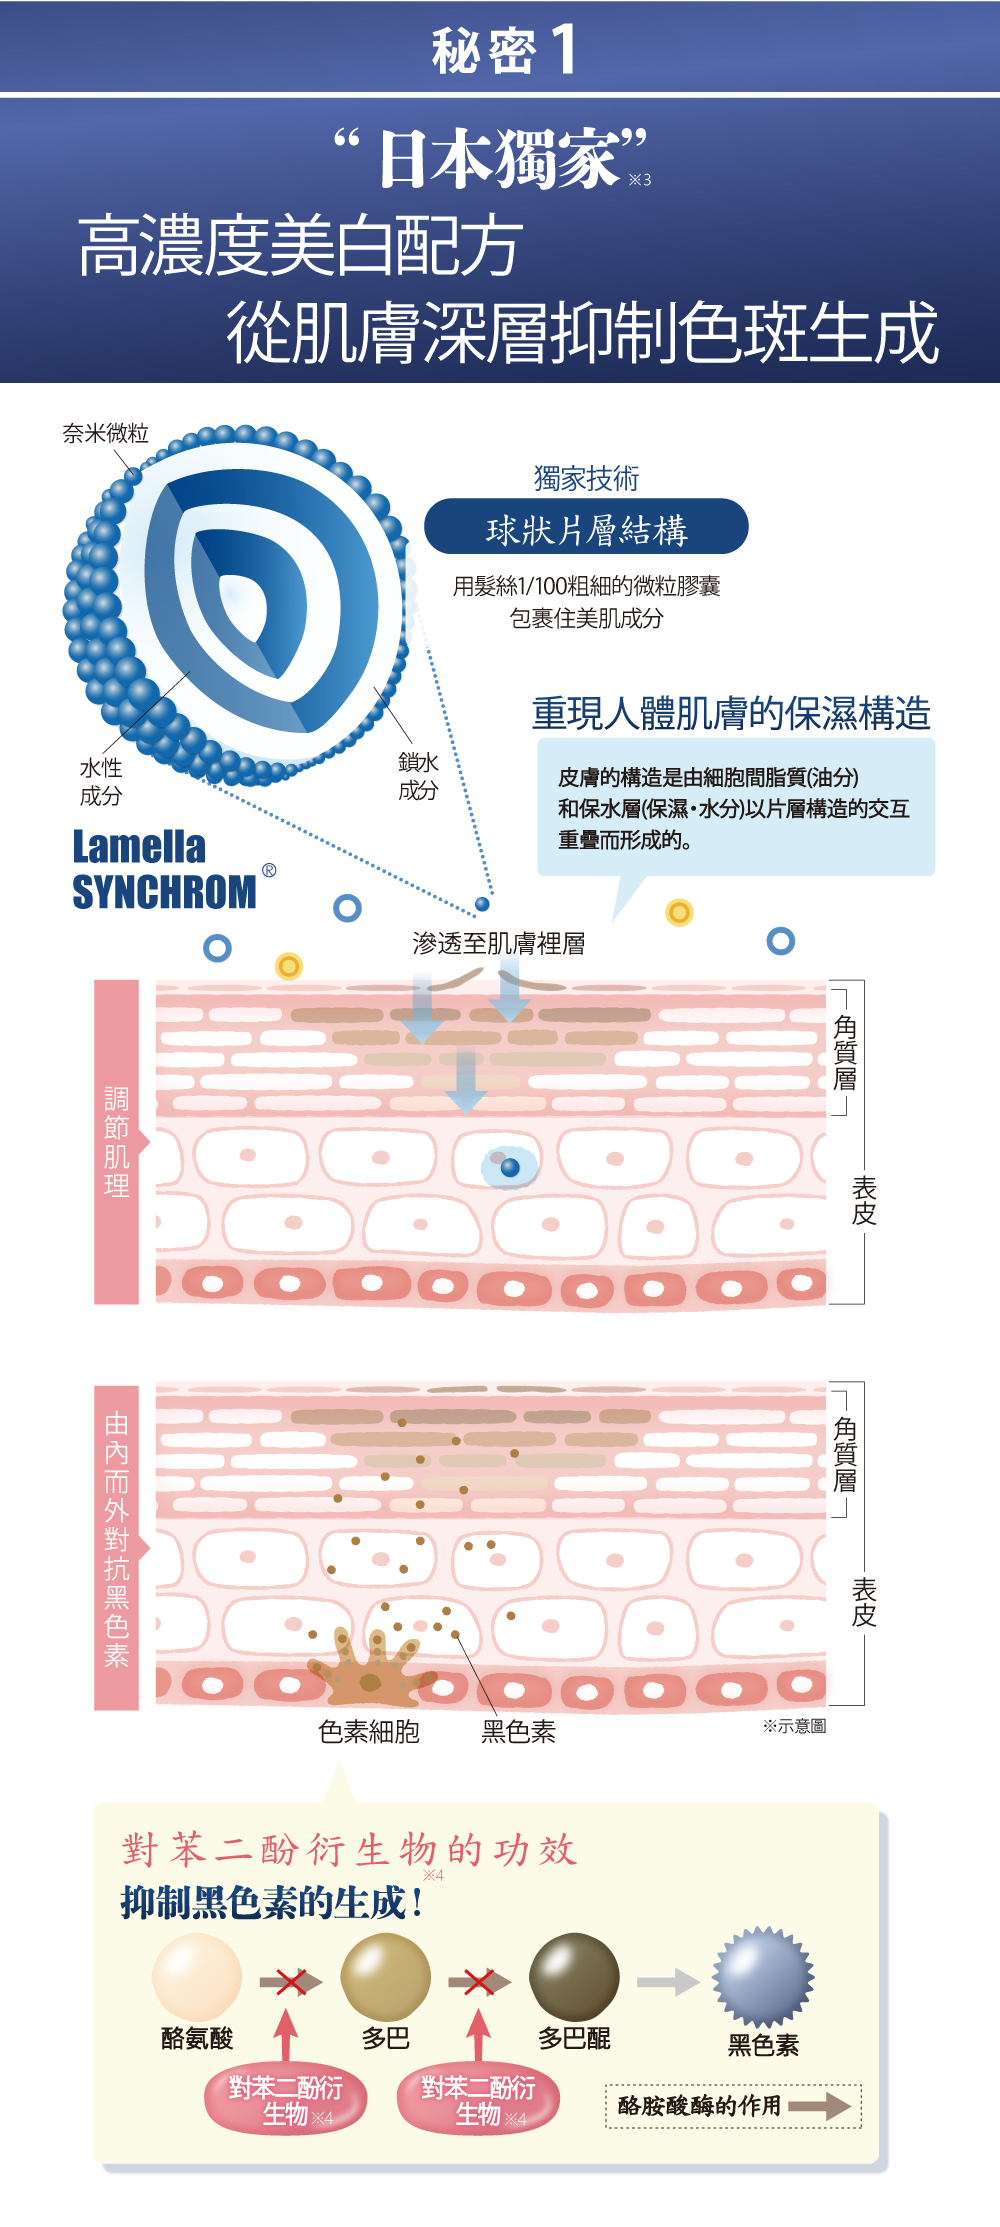 秘密1
“日本獨家”※3
高濃度美白配方
從肌膚深層抑制色斑生成
奈米微粒
獨家技術
球狀片層結構
用髮絲1/100粗細的微粒膠囊
包裹住美肌成分
水性
成分
鎖水
成分
重現人體肌膚的保濕構造
皮膚的構造是由細胞間脂質(油分)
和保水層(保濕・水分)以片層構造的交互
重疊而形成的。
Lamella
SYNCHROM®
滲透至肌膚裡層
調節肌理
角質層
表皮
由內而外對抗黑色素
角質層
表皮
色素細胞
黑色素
※示意圖
對苯二酚衍生物的功效
※4
抑制黑色素的生成!
酪氨酸
多巴
多巴醌
黑色素
對苯二酚衍
生物※4
對苯二酚衍
生物※4
酪胺酸酶的作用